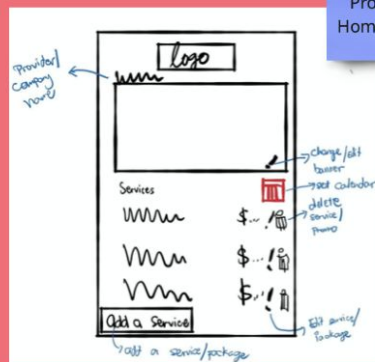 Pro
Hom
logo
Provider/
Company
name
change/edit
banner
Services
set calendar
delete
service/
promo
$...
$...
$...
Edit service/
Package
Add a Service
add a service/package